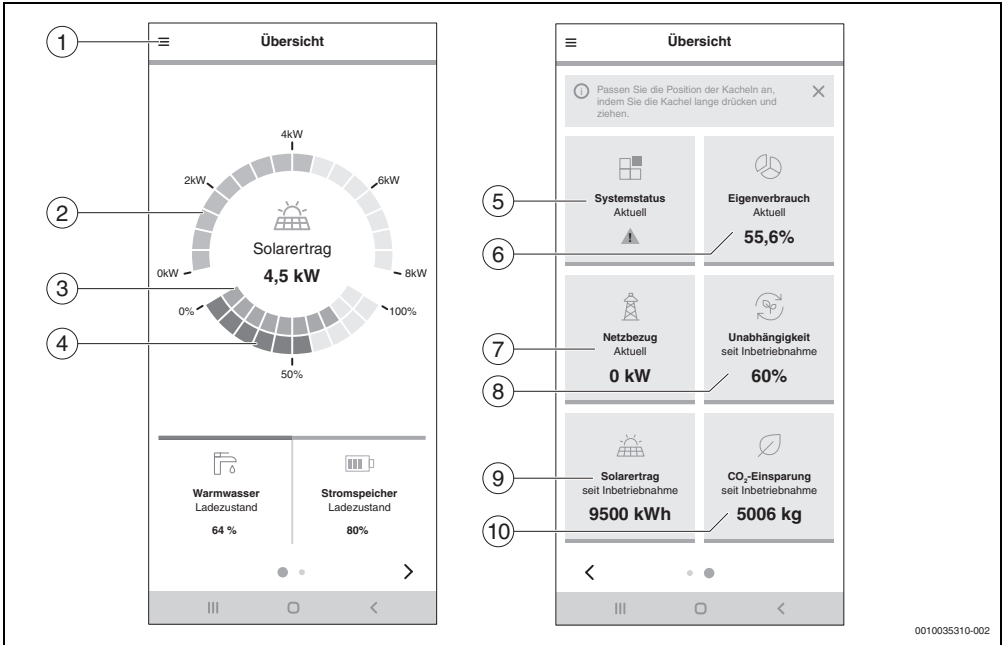 1
Übersicht
4kW
2kW
6kW
2
Solarertrag
4,5 kW
0kW
8kW
3
0%
100%
4
50%
Warmwasser
Ladezustand
64 %
Stromspeicher
Ladezustand
80%
Übersicht
Passen Sie die Position der Kacheln an,
indem Sie die Kachel lange drücken und
ziehen.
5
Systemstatus
Aktuell
Eigenverbrauch
Aktuell
55,6%
6
7
Netzbezug
Aktuell
0 kW
Unabhängigkeit
seit Inbetriebnahme
60%
8
9
Solarertrag
seit Inbetriebnahme
9500 kWh
CO₂-Einsparung
seit Inbetriebnahme
5006 kg
10
0010035310-002